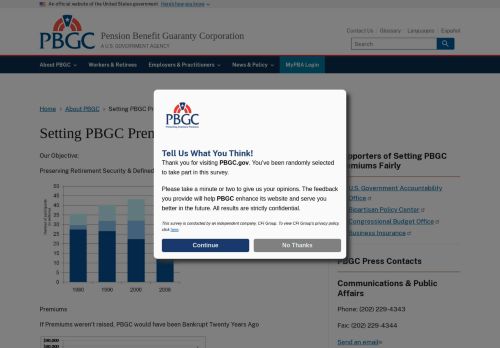 An official website of the United States government Here's how you know
PBGC
Pension Benefit Guaranty Corporation
A U.S. GOVERNMENT AGENCY
Contact Us Glossary Languages Español
Search
About PBGC Workers & Retirees Employers & Practitioners News & Policy MyPBA Login
Home › About PBGC › Setting PBGC
Setting PBGC
Our Objective:
Preserving Retirement Security & Defined
50
45
40
35
30
25
20
15
10
5
0
1980 1990 2000 2005
Premiums
If Premiums weren't raised, PBGC would have been Bankrupt Twenty Years Ago
$90,000
$80,000
PBGC
Protecting America's Pensions
Tell Us What You Think!
Thank you for visiting PBGC.gov. You've been randomly selected
to take part in this survey.
Please take a minute or two to give us your opinions. The feedback
you provide will help PBGC enhance its website and serve you
better in the future. All results are strictly confidential.
This survey is conducted by an independent company, CFI Group. To view CFI Group's privacy policy
click here.
Continue No Thanks
Setting PBGC
Fairly
U.S. Government Accountability
Office
Bipartisan Policy Center
Congressional Budget Office
Business Insurance
PBGC Press Contacts
Communications & Public
Affairs
Phone: (202) 229-4343
Fax: (202) 229-4344
Send an email